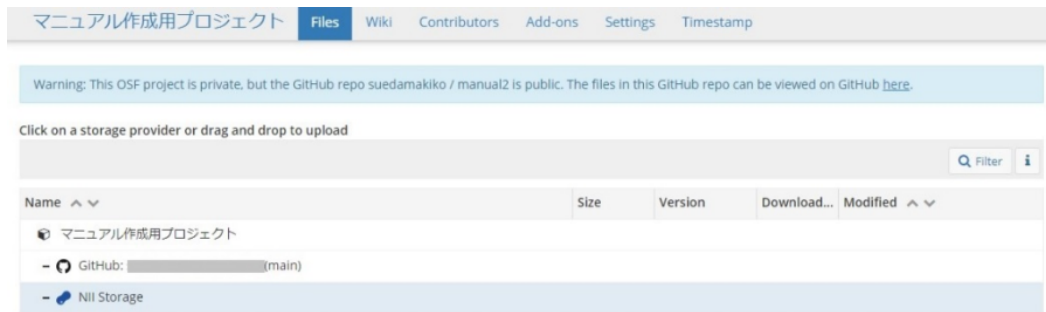 マニュアル作成用プロジェクト Files Wiki Contributors Add-ons Settings Timestamp
Warning: This OSF project is private, but the GitHub repo suedamakiko / manual2 is public. The files in this GitHub repo can be viewed on GitHub here.
Click on a storage provider or drag and drop to upload
Filter i
Name Size Version Download... Modified
マニュアル作成用プロジェクト
GitHub: (main)
NII Storage